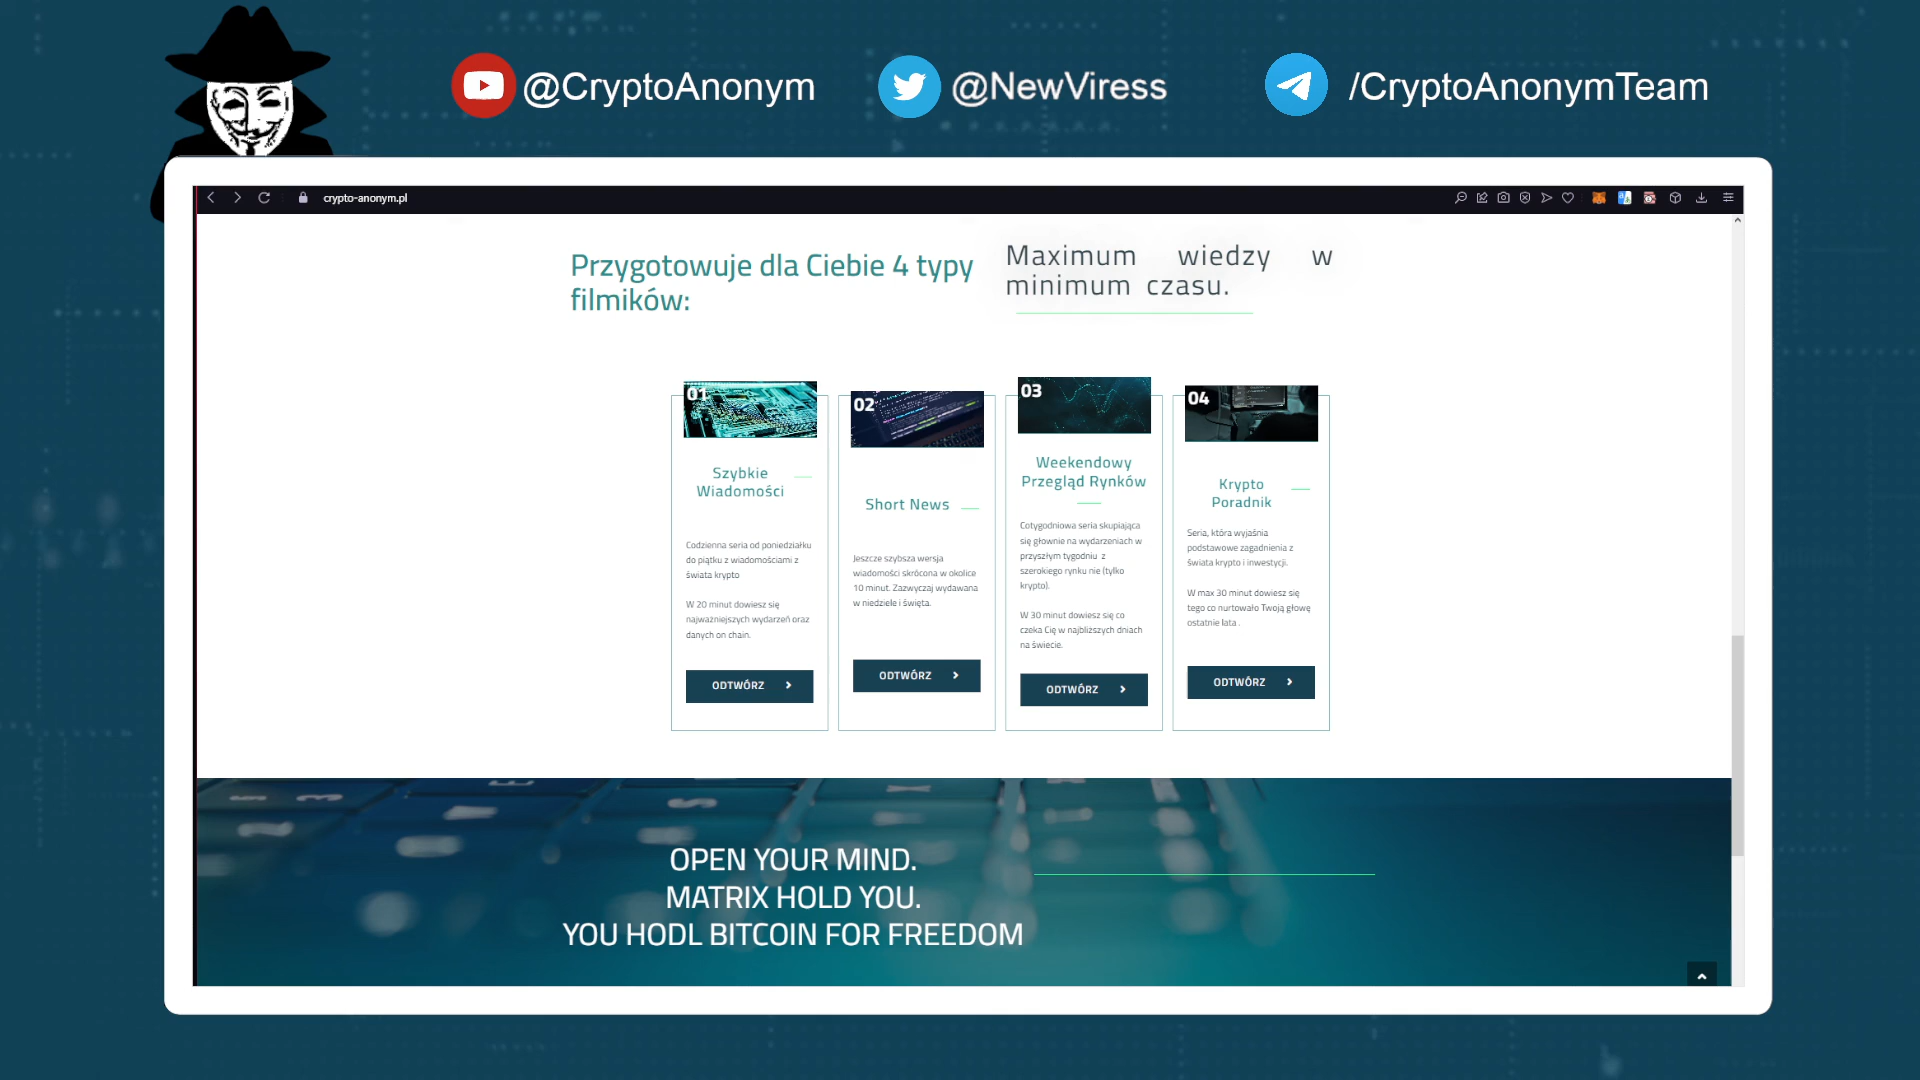 @CryptoAnonym
@NewViress
/CryptoAnonymTeam
crypto-anonym.pl
Przygotowuje dla Ciebie 4 typy
filmików:
Maximum wiedzy w
minimum czasu.
01
Szybkie
Wiadomości
Codzienna seria od poniedziałku
do piątku z wiadomościami z
świata krypto
W 20 minut dowiesz się
najważniejszych wydarzeń oraz
danych on chain.
ODTWÓRZ
02
Short News
Jeszcze szybsza wersja
wiadomości skrócona w okolice
10 minut. Zazwyczaj wydawana
w niedziele i święta.
ODTWÓRZ
03
Weekendowy
Przegląd Rynków
Cotygodniowa seria skupiająca
się głownie na wydarzeniach w
przyszłym tygodniu z
szerokiego rynku nie (tylko
krypto).
W 30 minut dowiesz się co
czeka Cię w najbliższych dniach
na świecie.
ODTWÓRZ
04
Krypto
Poradnik
Seria, która wyjaśnia
podstawowe zagadnienia z
świata krypto i inwestycji.
W max 30 minut dowiesz się
tego co nurtowało Twoją głowę
ostatnie lata .
ODTWÓRZ
OPEN YOUR MIND.
MATRIX HOLD YOU.
YOU HODL BITCOIN FOR FREEDOM